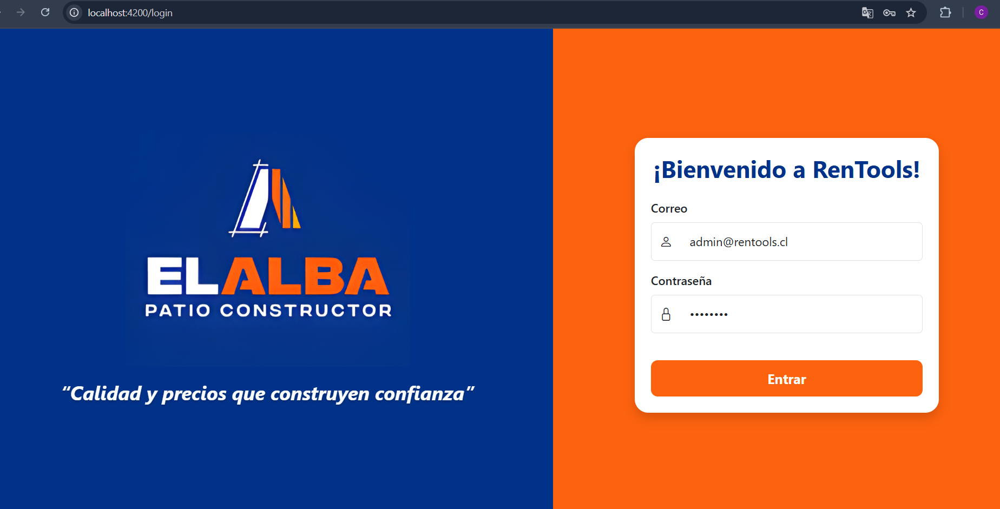 localhost:4200/login
C
ELALBA
PATIO CONSTRUCTOR
“Calidad y precios que construyen confianza”
¡Bienvenido a RenTools!
Correo
admin@rentools.cl
Contraseña
••••••••
Entrar